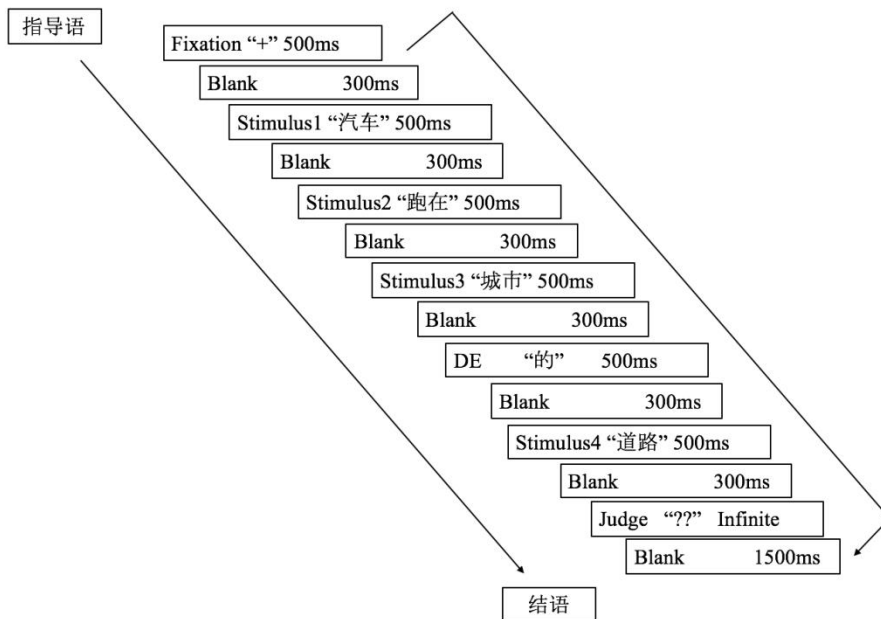 指导语
Fixation “+” 500ms
Blank 300ms
Stimulus1 “汽车” 500ms
Blank 300ms
Stimulus2 “跑在” 500ms
Blank 300ms
Stimulus3 “城市” 500ms
Blank 300ms
DE “的” 500ms
Blank 300ms
Stimulus4 “道路” 500ms
Blank 300ms
Judge “??” Infinite
Blank 1500ms
结语